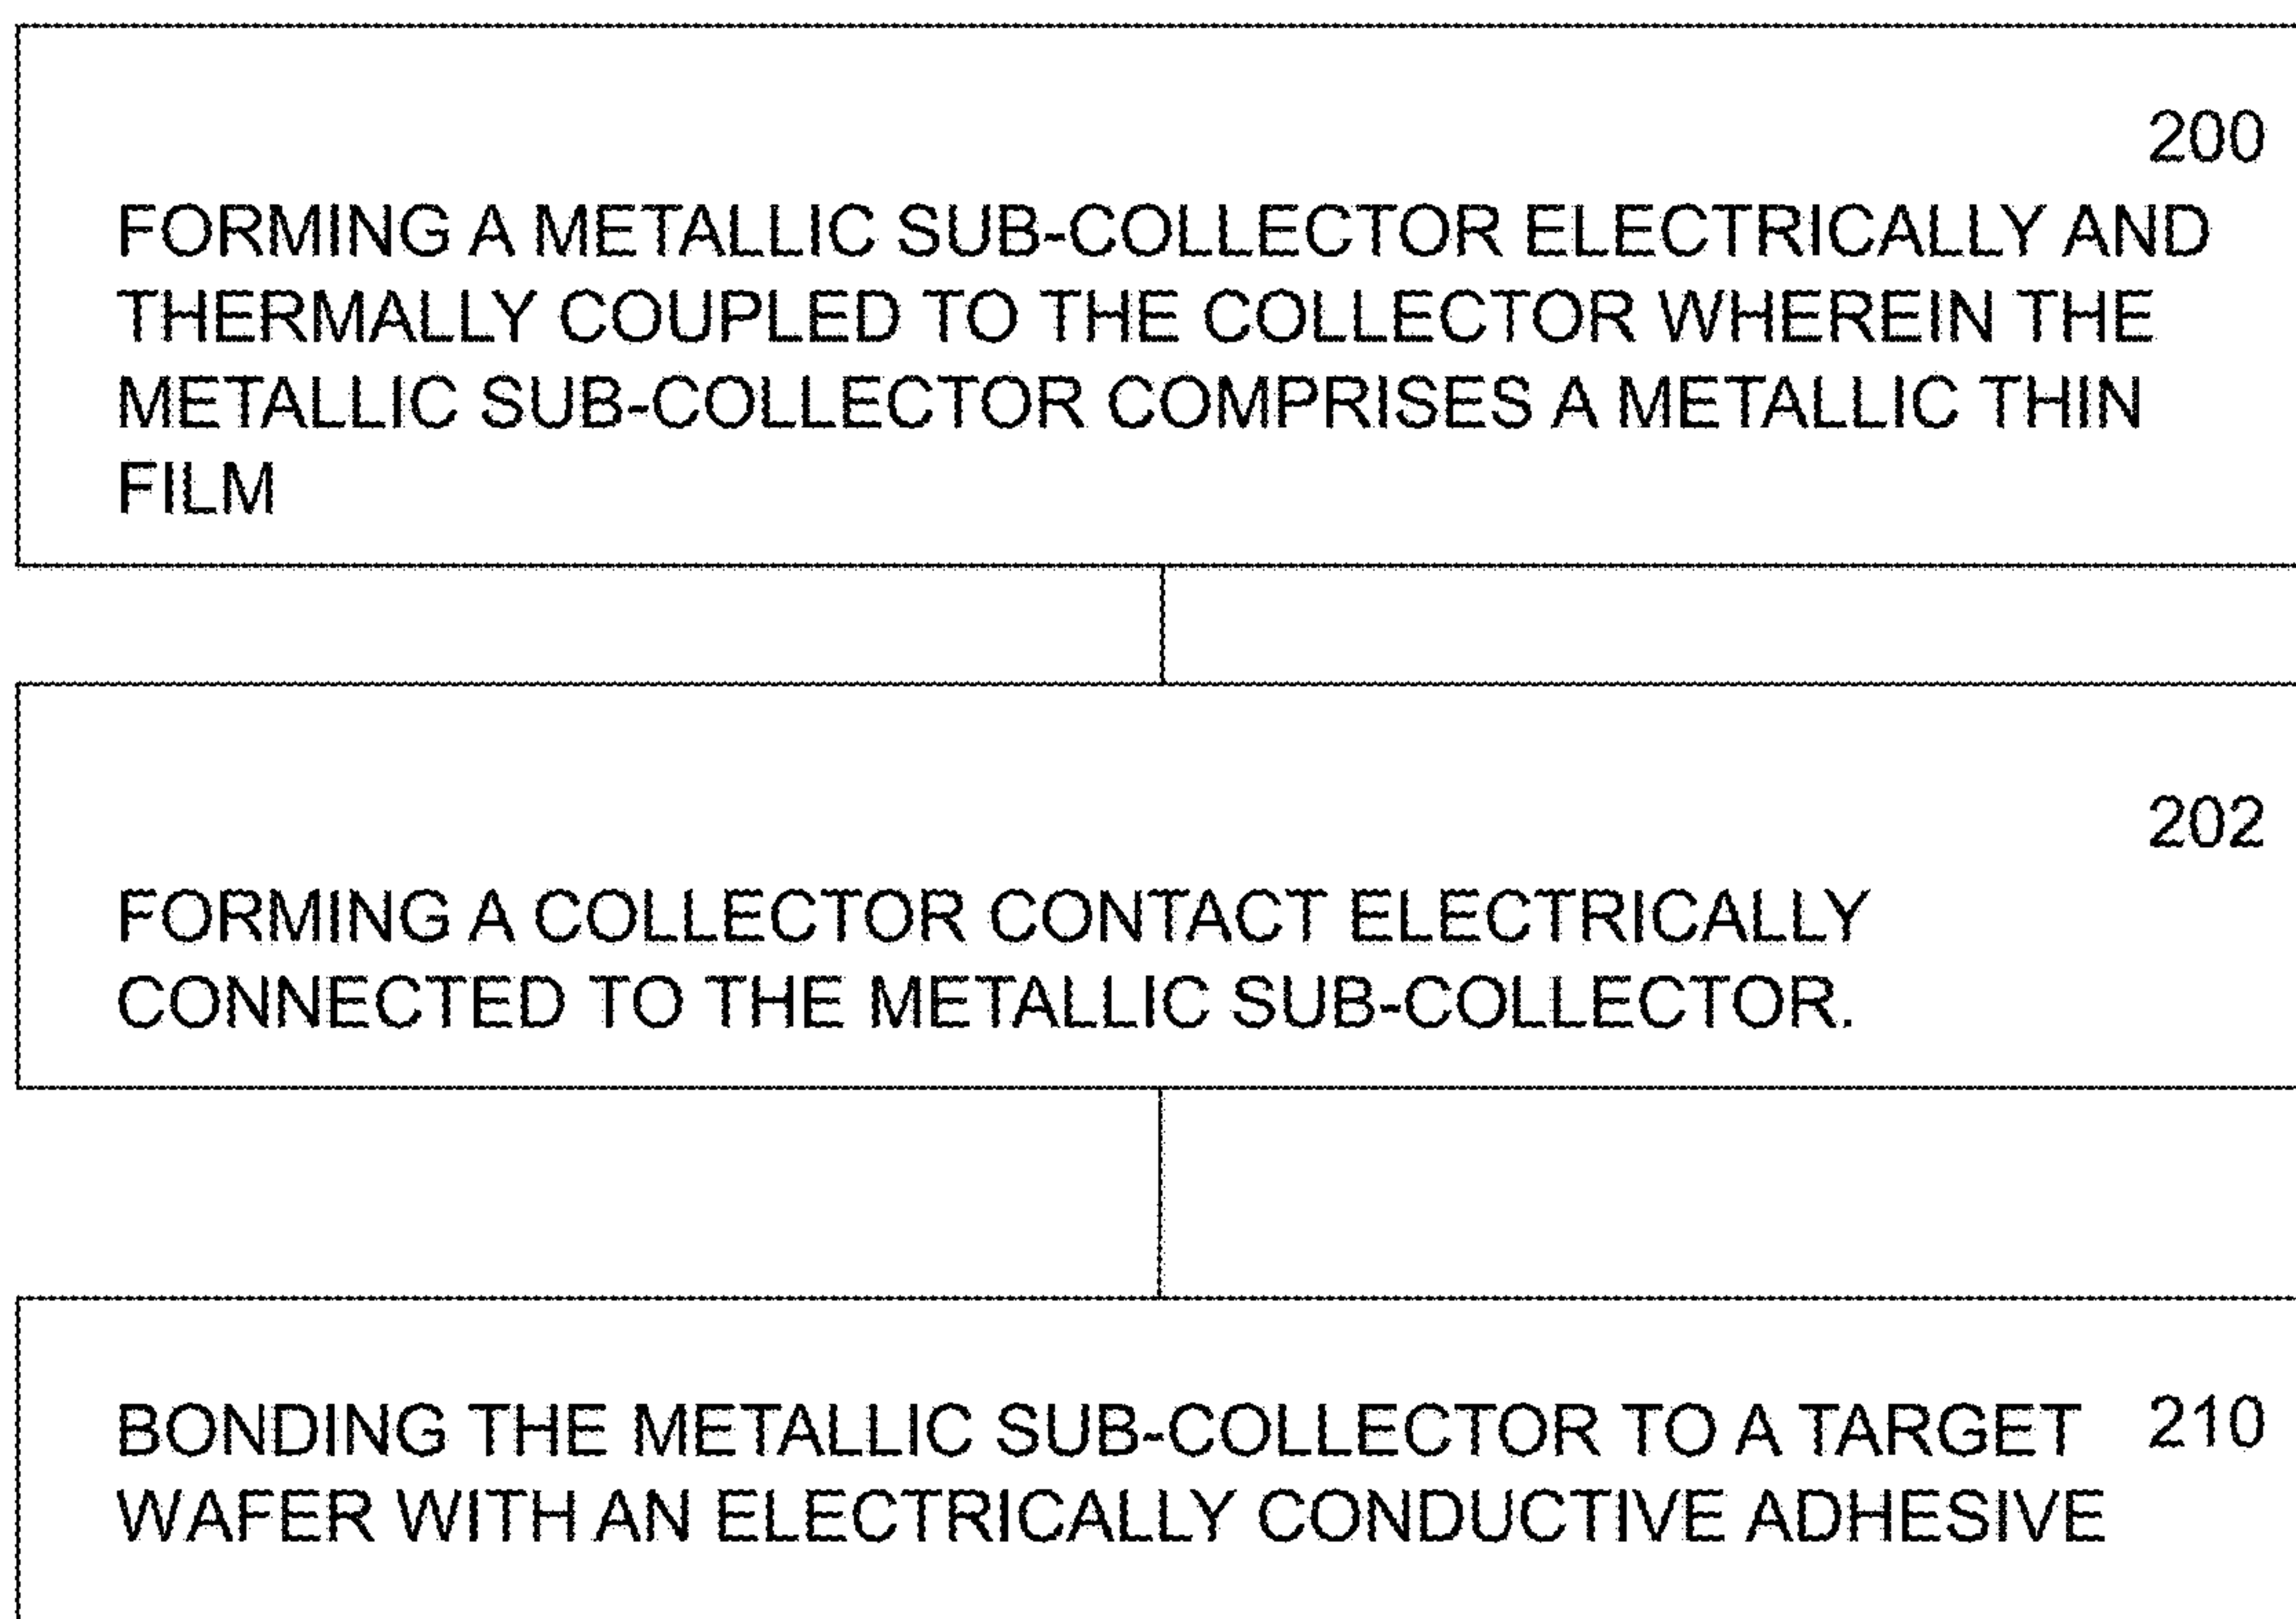 200
FORMING A METALLIC SUB-COLLECTOR ELECTRICALLY AND
THERMALLY COUPLED TO THE COLLECTOR WHEREIN THE
METALLIC SUB-COLLECTOR COMPRISES A METALLIC THIN
FILM
202
FORMING A COLLECTOR CONTACT ELECTRICALLY
CONNECTED TO THE METALLIC SUB-COLLECTOR.
BONDING THE METALLIC SUB-COLLECTOR TO A TARGET 210
WAFER WITH AN ELECTRICALLY CONDUCTIVE ADHESIVE